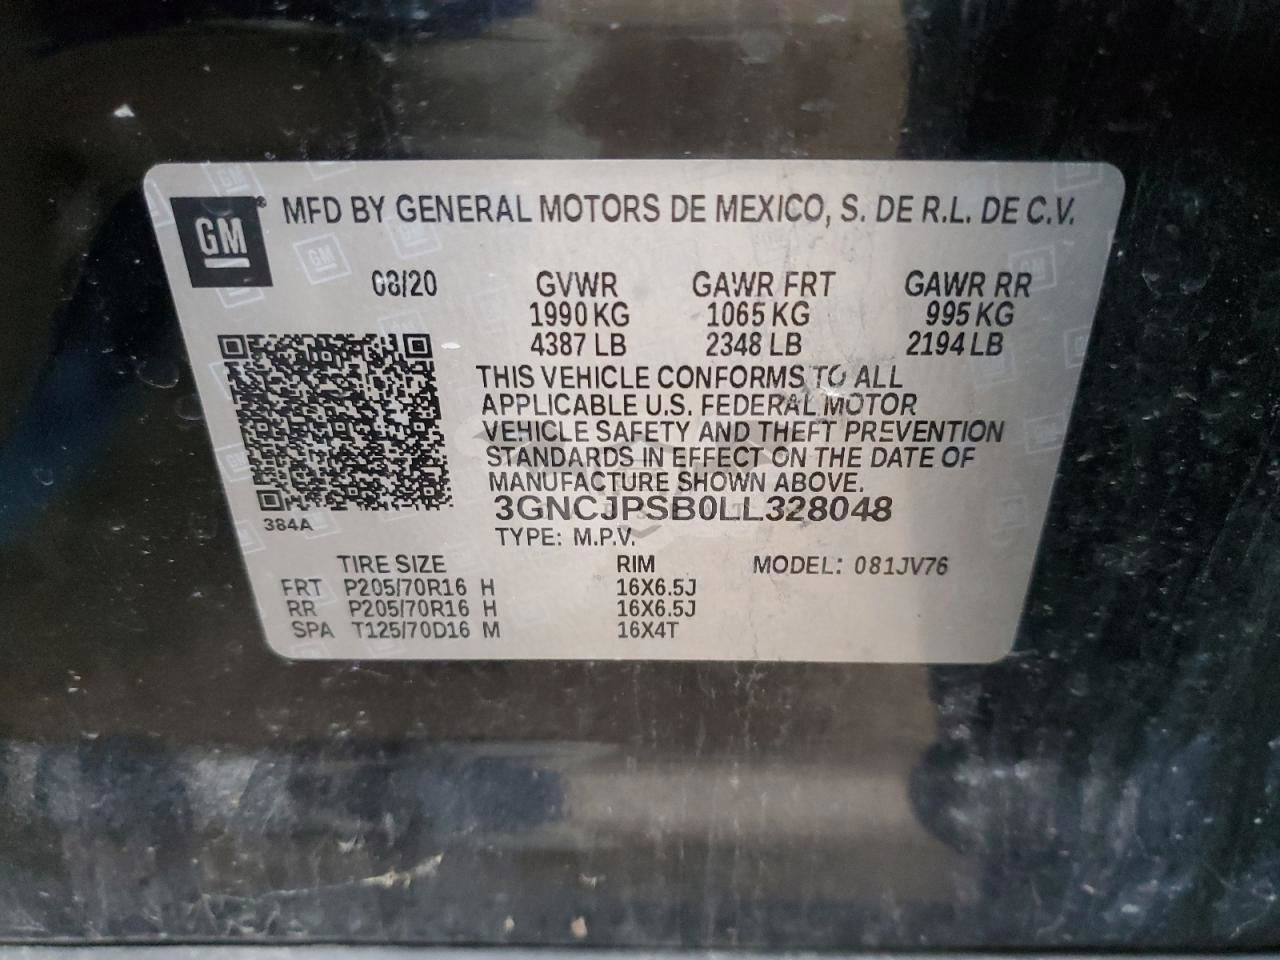 GM® MFD BY GENERAL MOTORS DE MEXICO, S. DE R.L. DE C.V.
08/20 GVWR GAWR FRT GAWR RR
1990 KG 1065 KG 995 KG
4387 LB 2348 LB 2194 LB
THIS VEHICLE CONFORMS TO ALL
APPLICABLE U.S. FEDERAL MOTOR
VEHICLE SAFETY AND THEFT PREVENTION
STANDARDS IN EFFECT ON THE DATE OF
MANUFACTURE SHOWN ABOVE.
3GNCJPSB0LL328048
384A
TYPE: M.P.V.
TIRE SIZE RIM MODEL: 081JV76
FRT P205/70R16 H 16X6.5J
RR P205/70R16 H 16X6.5J
SPA T125/70D16 M 16X4T